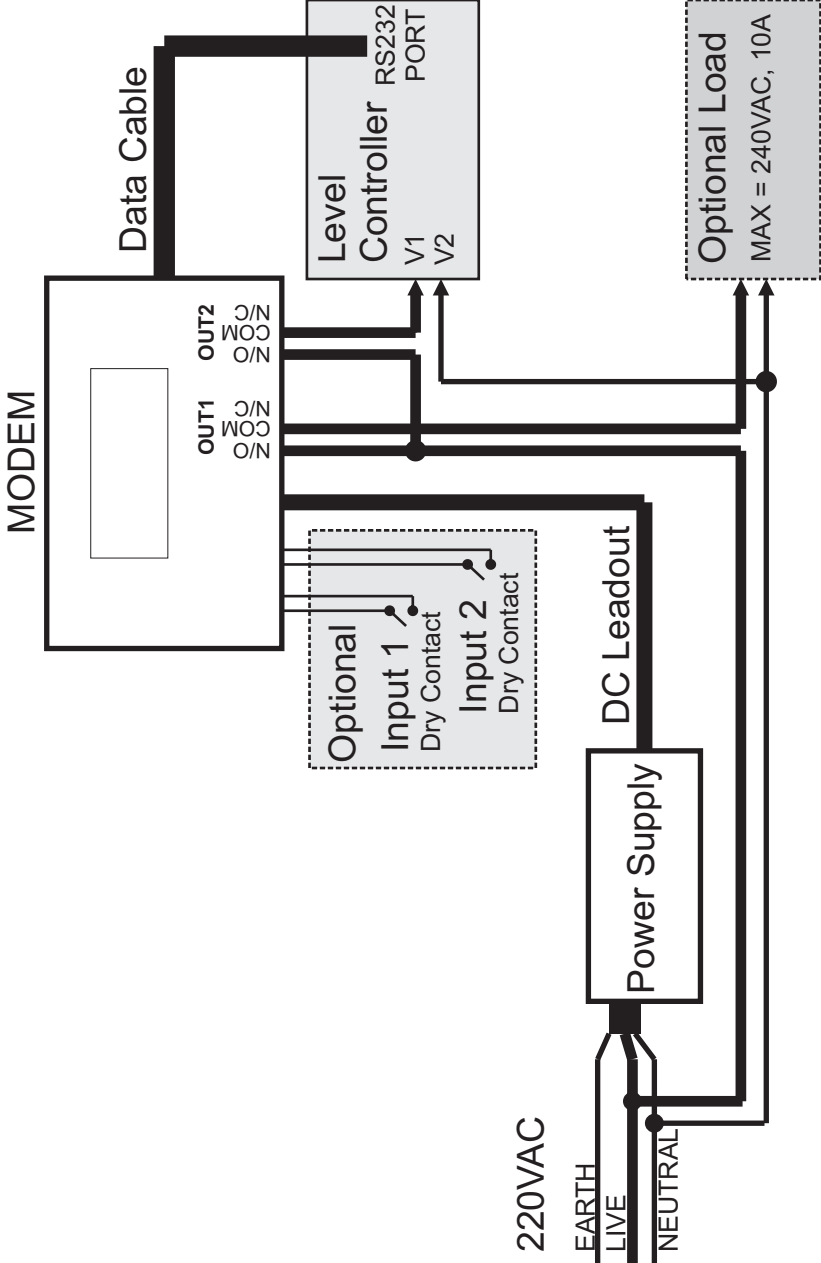 MODEM
OUT1
N/O
COM
N/C
OUT2
N/O
COM
N/C
Data Cable
Level
Controller
V1
V2
RS232
PORT
Optional
Input 1
Dry Contact
Input 2
Dry Contact
DC Leadout
Power Supply
220VAC
EARTH
LIVE
NEUTRAL
Optional Load
MAX = 240VAC, 10A